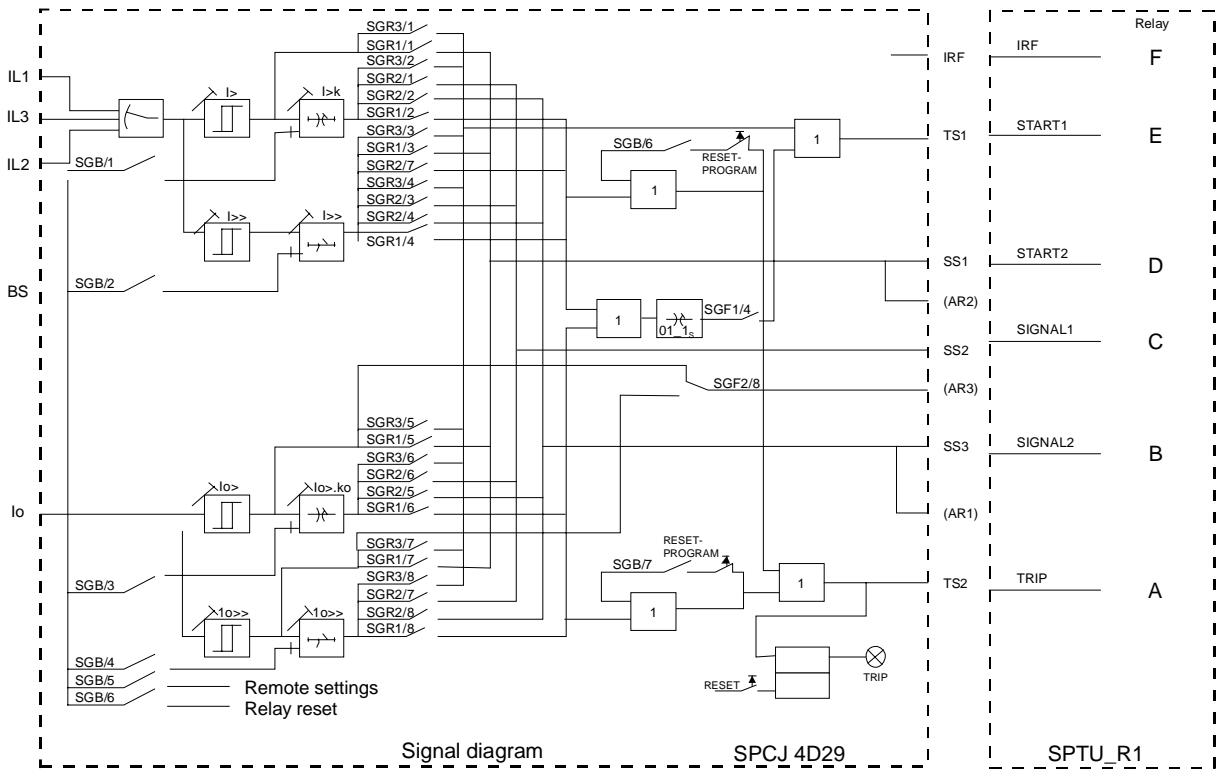 SGR3/1
SGR1/1
SGR3/2
SGR2/1
SGR2/2
SGR1/2
SGR3/3
SGR1/3
SGR2/7
SGR3/4
SGR2/3
SGR2/4
SGR1/4
IL1
IL3
IL2
BS
Io
I>
I>k
I>>
I>>
SGB/1
SGB/2
SGB/6
RESET-
PROGRAM
1
1
1
01_1s
SGF1/4
SGF2/8
SGR3/5
SGR1/5
SGR3/6
SGR2/6
SGR2/5
SGR1/6
SGR3/7
SGR1/7
SGR3/8
SGR2/7
SGR2/8
SGR1/8
Io>
Io>.ko
1o>>
1o>>
SGB/3
SGB/4
SGB/5
SGB/6
Remote settings
Relay reset
RESET-
PROGRAM
SGB/7
1
1
RESET
TRIP
Signal diagram
SPCJ 4D29
IRF
TS1
SS1
(AR2)
SS2
(AR3)
SS3
(AR1)
TS2
Relay
IRF
F
START1
E
START2
D
SIGNAL1
C
SIGNAL2
B
TRIP
A
SPTU_R1